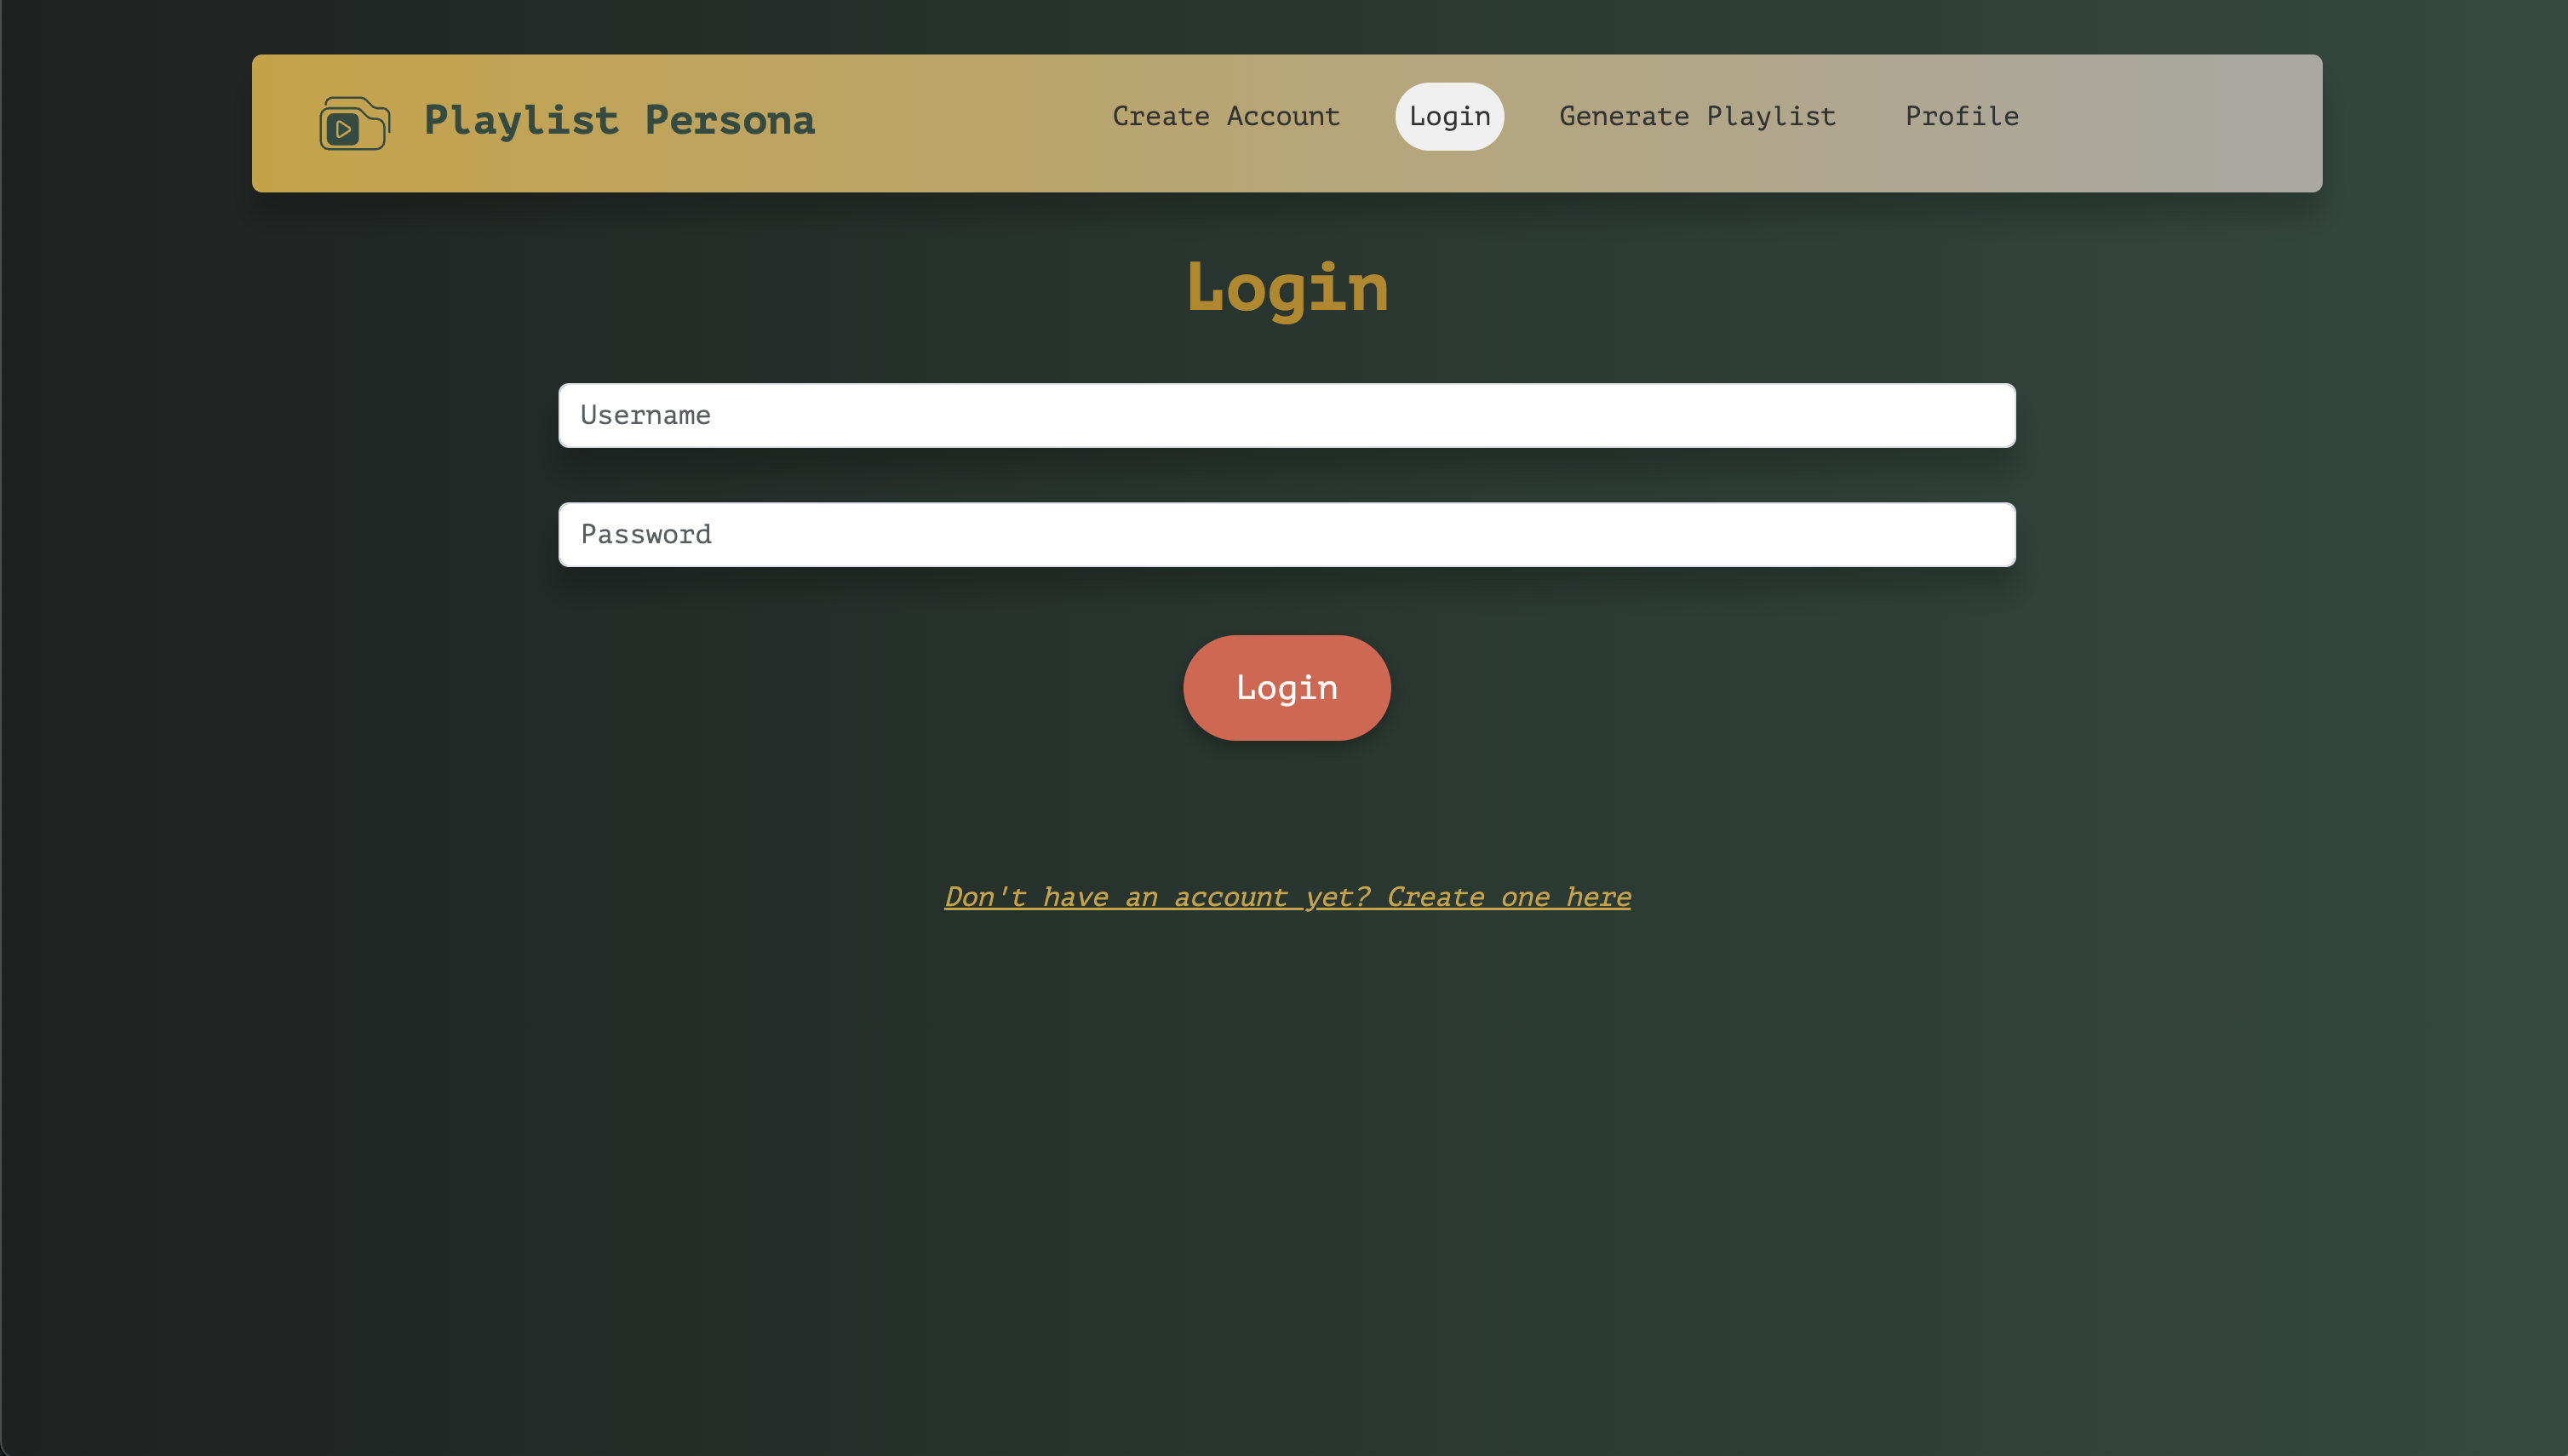 Playlist Persona
Create Account
Login
Generate Playlist
Profile
Login
Username
Password
Login
Don't have an account yet? Create one here